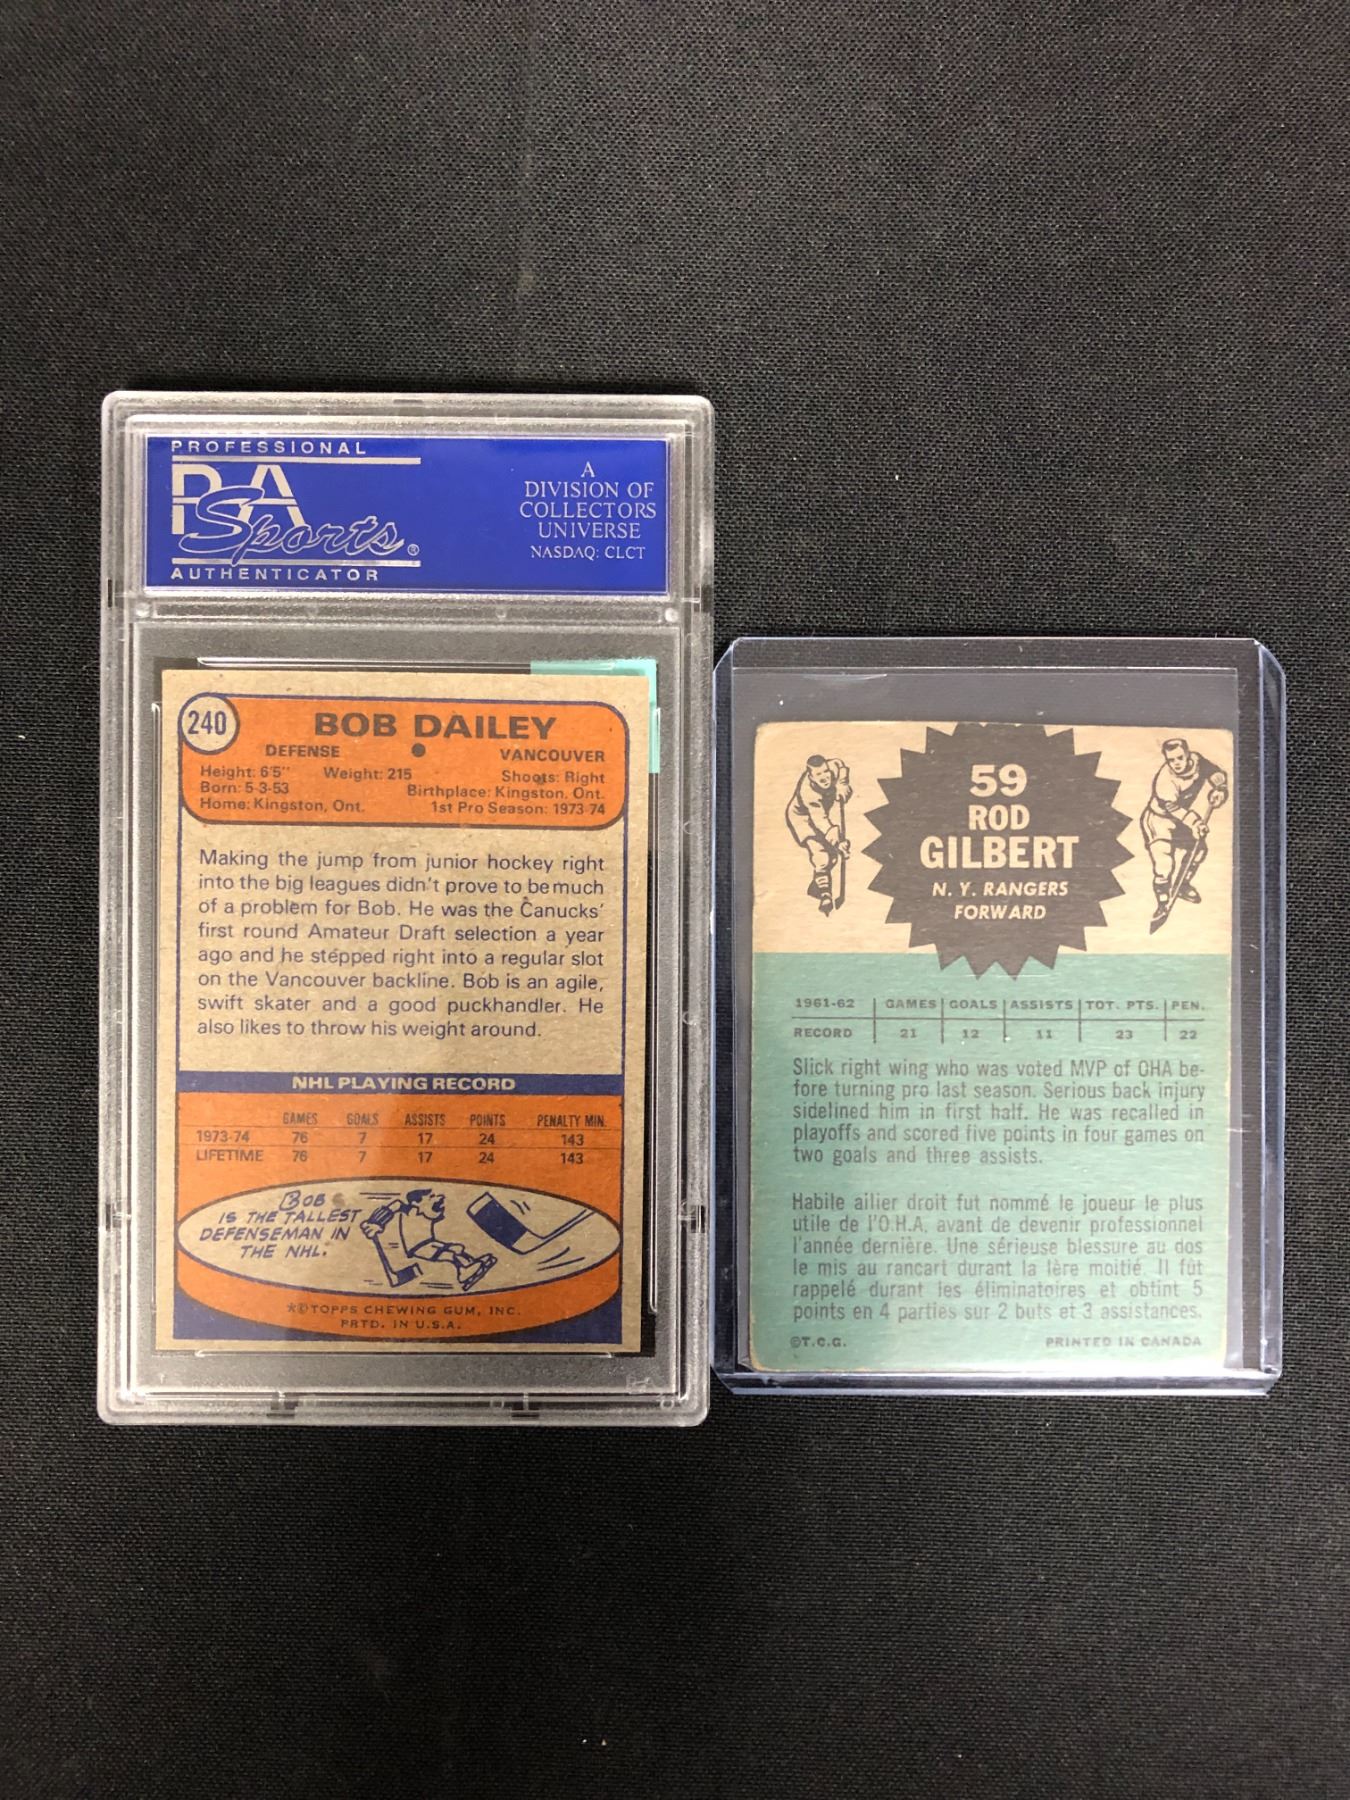 PROFESSIONAL
PSA
Sports®
AUTHENTICATOR
A
DIVISION OF
COLLECTORS
UNIVERSE
NASDAQ: CLCT
240
BOB DAILEY
DEFENSE ● VANCOUVER
Height: 6'5" Weight: 215 Shoots: Right
Born: 5-3-53 Birthplace: Kingston, Ont.
Home: Kingston, Ont. 1st Pro Season: 1973-74
Making the jump from junior hockey right
into the big leagues didn't prove to be much
of a problem for Bob. He was the Canucks'
first round Amateur Draft selection a year
ago and he stepped right into a regular slot
on the Vancouver backline. Bob is an agile,
swift skater and a good puckhandler. He
also likes to throw his weight around.
NHL PLAYING RECORD
GAMES GOALS ASSISTS POINTS PENALTY MIN.
1973-74 76 7 17 24 143
LIFETIME 76 7 17 24 143
BOB
IS THE TALLEST
DEFENSEMAN IN
THE NHL.
*©TOPPS CHEWING GUM, INC.
PRTD. IN U.S.A.
59
ROD
GILBERT
N. Y. RANGERS
FORWARD
1961-62 GAMES GOALS ASSISTS TOT. PTS. PEN.
RECORD 21 12 11 23 22
Slick right wing who was voted MVP of OHA be-
fore turning pro last season. Serious back injury
sidelined him in first half. He was recalled in
playoffs and scored five points in four games on
two goals and three assists.
Habile ailier droit fut nommé le joueur le plus
utile de l'O.H.A. avant de devenir professionnel
l'année dernière. Une sérieuse blessure au dos
le mis au rancart durant la 1ère moitié. Il fût
rappelé durant les éliminatoires et obtint 5
points en 4 parties sur 2 buts et 3 assistances.
©T.C.G. PRINTED IN CANADA